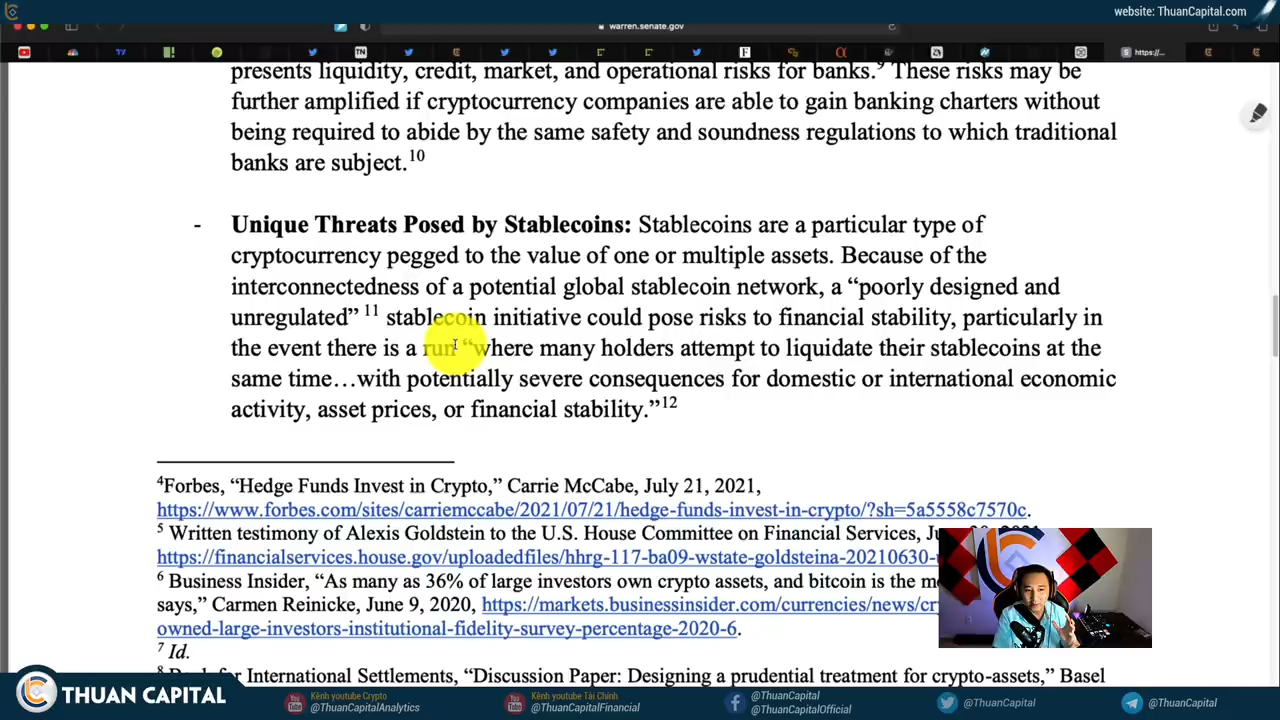 website: ThuanCapital.com
warren.senate.gov
https://...
presents liquidity, credit, market, and operational risks for banks.9 These risks may be
further amplified if cryptocurrency companies are able to gain banking charters without
being required to abide by the same safety and soundness regulations to which traditional
banks are subject.10
- Unique Threats Posed by Stablecoins: Stablecoins are a particular type of
cryptocurrency pegged to the value of one or multiple assets. Because of the
interconnectedness of a potential global stablecoin network, a “poorly designed and
unregulated” 11 stablecoin initiative could pose risks to financial stability, particularly in
the event there is a run “where many holders attempt to liquidate their stablecoins at the
same time…with potentially severe consequences for domestic or international economic
activity, asset prices, or financial stability.”12
4Forbes, “Hedge Funds Invest in Crypto,” Carrie McCabe, July 21, 2021,
https://www.forbes.com/sites/carriemccabe/2021/07/21/hedge-funds-invest-in-crypto/?sh=5a5558c7570c.
5 Written testimony of Alexis Goldstein to the U.S. House Committee on Financial Services,
https://financialservices.house.gov/uploadedfiles/hhrg-117-ba09-wstate-goldsteina-20210630-
6 Business Insider, “As many as 36% of large investors own crypto assets, and bitcoin is the
says,” Carmen Reinicke, June 9, 2020, https://markets.businessinsider.com/currencies/news/
owned-large-investors-institutional-fidelity-survey-percentage-2020-6.
7 Id.
8 Bank for International Settlements, “Discussion Paper: Designing a prudential treatment for crypto-assets,” Basel
THUAN CAPITAL
Kênh youtube Crypto
@ThuanCapitalAnalytics
Kênh youtube Tài Chính
@ThuanCapitalFinancial
@ThuanCapital
@ThuanCapitalOfficial
@ThuanCapital
@ThuanCapital